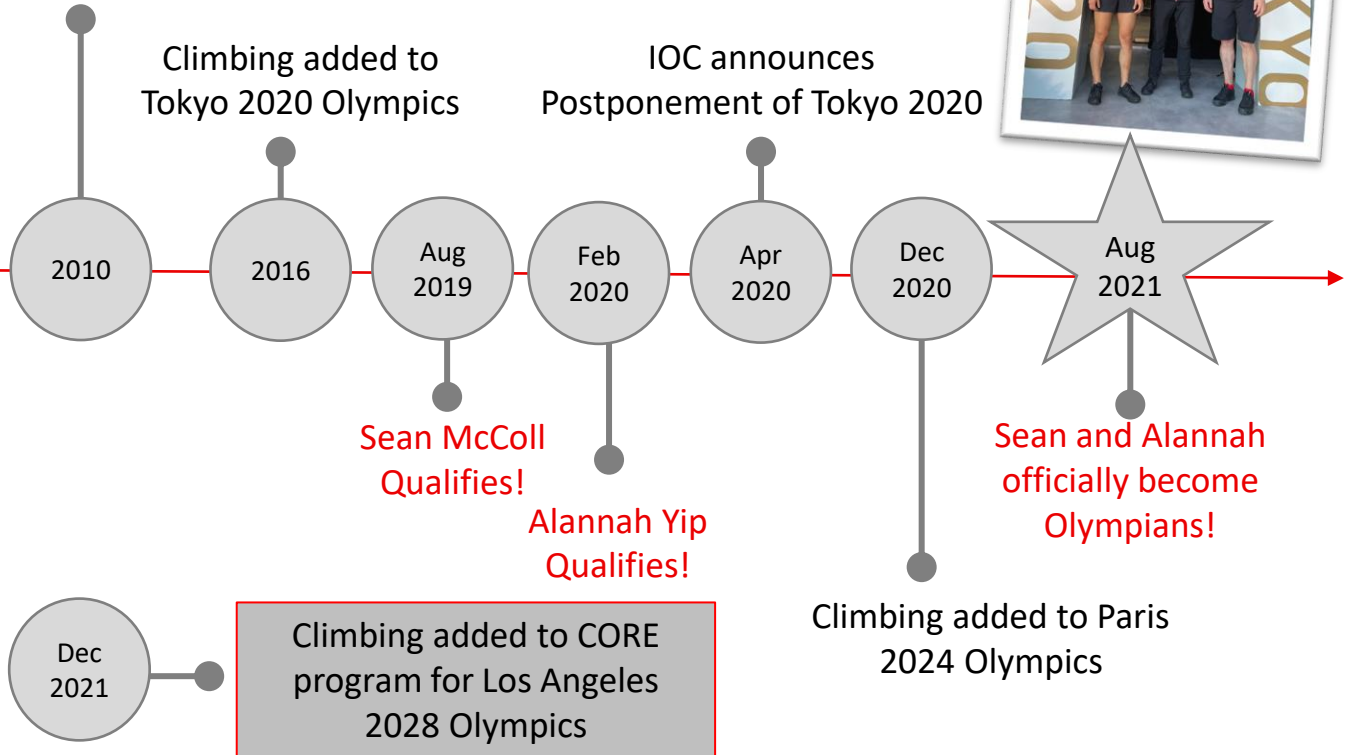 20
KYO
Climbing added to
Tokyo 2020 Olympics
IOC announces
Postponement of Tokyo 2020
2010
2016
Aug
2019
Feb
2020
Apr
2020
Dec
2020
Aug
2021
Sean McColl
Qualifies!
Alannah Yip
Qualifies!
Sean and Alannah
officially become
Olympians!
Climbing added to Paris
2024 Olympics
Dec
2021
Climbing added to CORE
program for Los Angeles
2028 Olympics